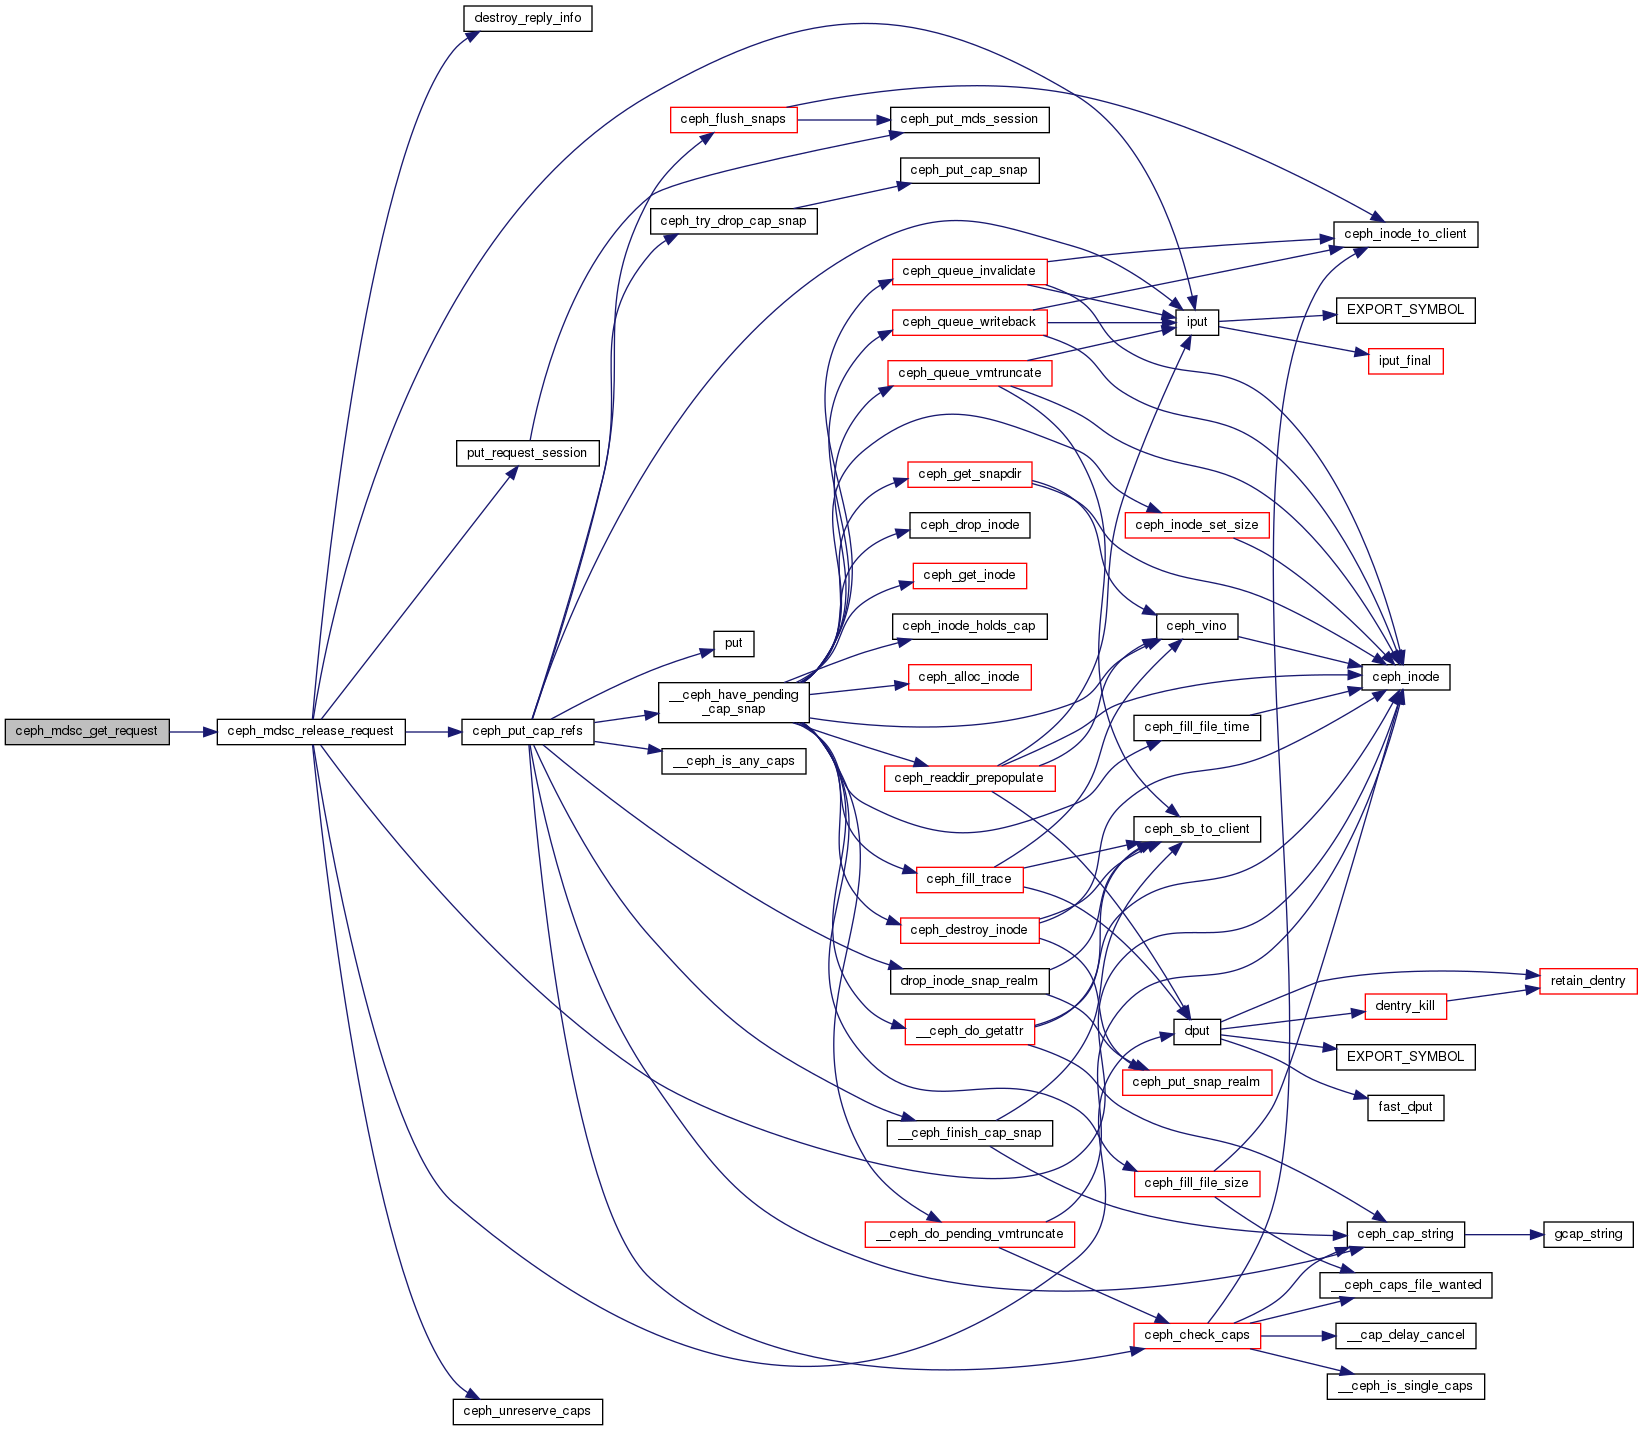 destroy_reply_info
ceph_flush_snaps
ceph_put_mds_session
ceph_put_cap_snap
ceph_try_drop_cap_snap
ceph_inode_to_client
ceph_queue_invalidate
EXPORT_SYMBOL
ceph_queue_writeback
iput
iput_final
ceph_queue_vmtruncate
put_request_session
ceph_get_snapdir
ceph_drop_inode
ceph_inode_set_size
ceph_get_inode
ceph_inode_holds_cap
ceph_vino
put
ceph_alloc_inode
ceph_inode
__ceph_have_pending
_cap_snap
ceph_mdsc_get_request
ceph_mdsc_release_request
ceph_put_cap_refs
ceph_fill_file_time
__ceph_is_any_caps
ceph_readdir_prepopulate
ceph_sb_to_client
ceph_fill_trace
ceph_destroy_inode
drop_inode_snap_realm
retain_dentry
dentry_kill
__ceph_do_getattr
dput
EXPORT_SYMBOL
ceph_put_snap_realm
fast_dput
__ceph_finish_cap_snap
ceph_fill_file_size
__ceph_do_pending_vmtruncate
ceph_cap_string
gcap_string
__ceph_caps_file_wanted
ceph_check_caps
__cap_delay_cancel
__ceph_is_single_caps
ceph_unreserve_caps